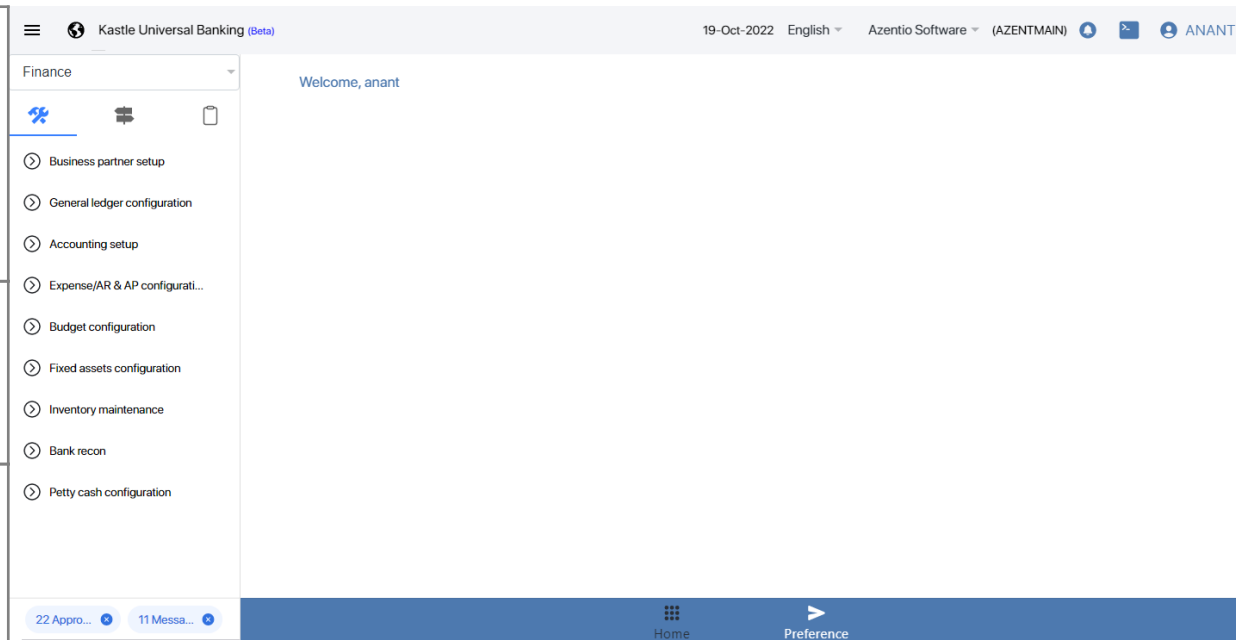 Kastle Universal Banking (Beta)
19-Oct-2022 English Azentio Software (AZENTMAIN) ANANT
Finance
Welcome, anant
Business partner setup
General ledger configuration
Accounting setup
Expense/AR & AP configurati...
Budget configuration
Fixed assets configuration
Inventory maintenance
Bank recon
Petty cash configuration
22 Appro... 11 Messa...
Home Preference